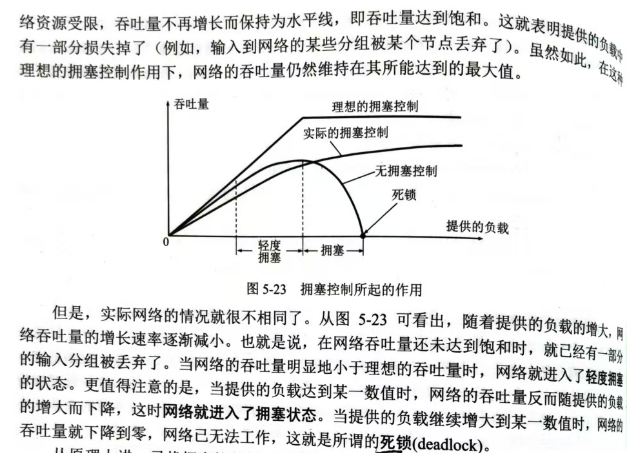 络资源受限，吞吐量不再增长而保持为水平线，即吞吐量达到饱和。这就表明提供的负载中
有一部分损失掉了（例如，输入到网络的某些分组被某个节点丢弃了）。虽然如此，在这种
理想的拥塞控制作用下，网络的吞吐量仍然维持在其所能达到的最大值。
吞吐量
理想的拥塞控制
实际的拥塞控制
无拥塞控制
死锁
提供的负载
0
轻度
拥塞
拥塞
图 5-23 拥塞控制所起的作用
但是，实际网络的情况就很不相同了。从图 5-23 可看出，随着提供的负载的增大，网
络吞吐量的增长速率逐渐减小。也就是说，在网络吞吐量还未达到饱和时，就已经有一部分
的输入分组被丢弃了。当网络的吞吐量明显地小于理想的吞吐量时，网络就进入了轻度拥塞
的状态。更值得注意的是，当提供的负载达到某一数值时，网络的吞吐量反而随提供的负载
的增大而下降，这时网络就进入了拥塞状态。当提供的负载继续增大到某一数值时，网络的
吞吐量就下降到零，网络已无法工作，这就是所谓的死锁(deadlock)。